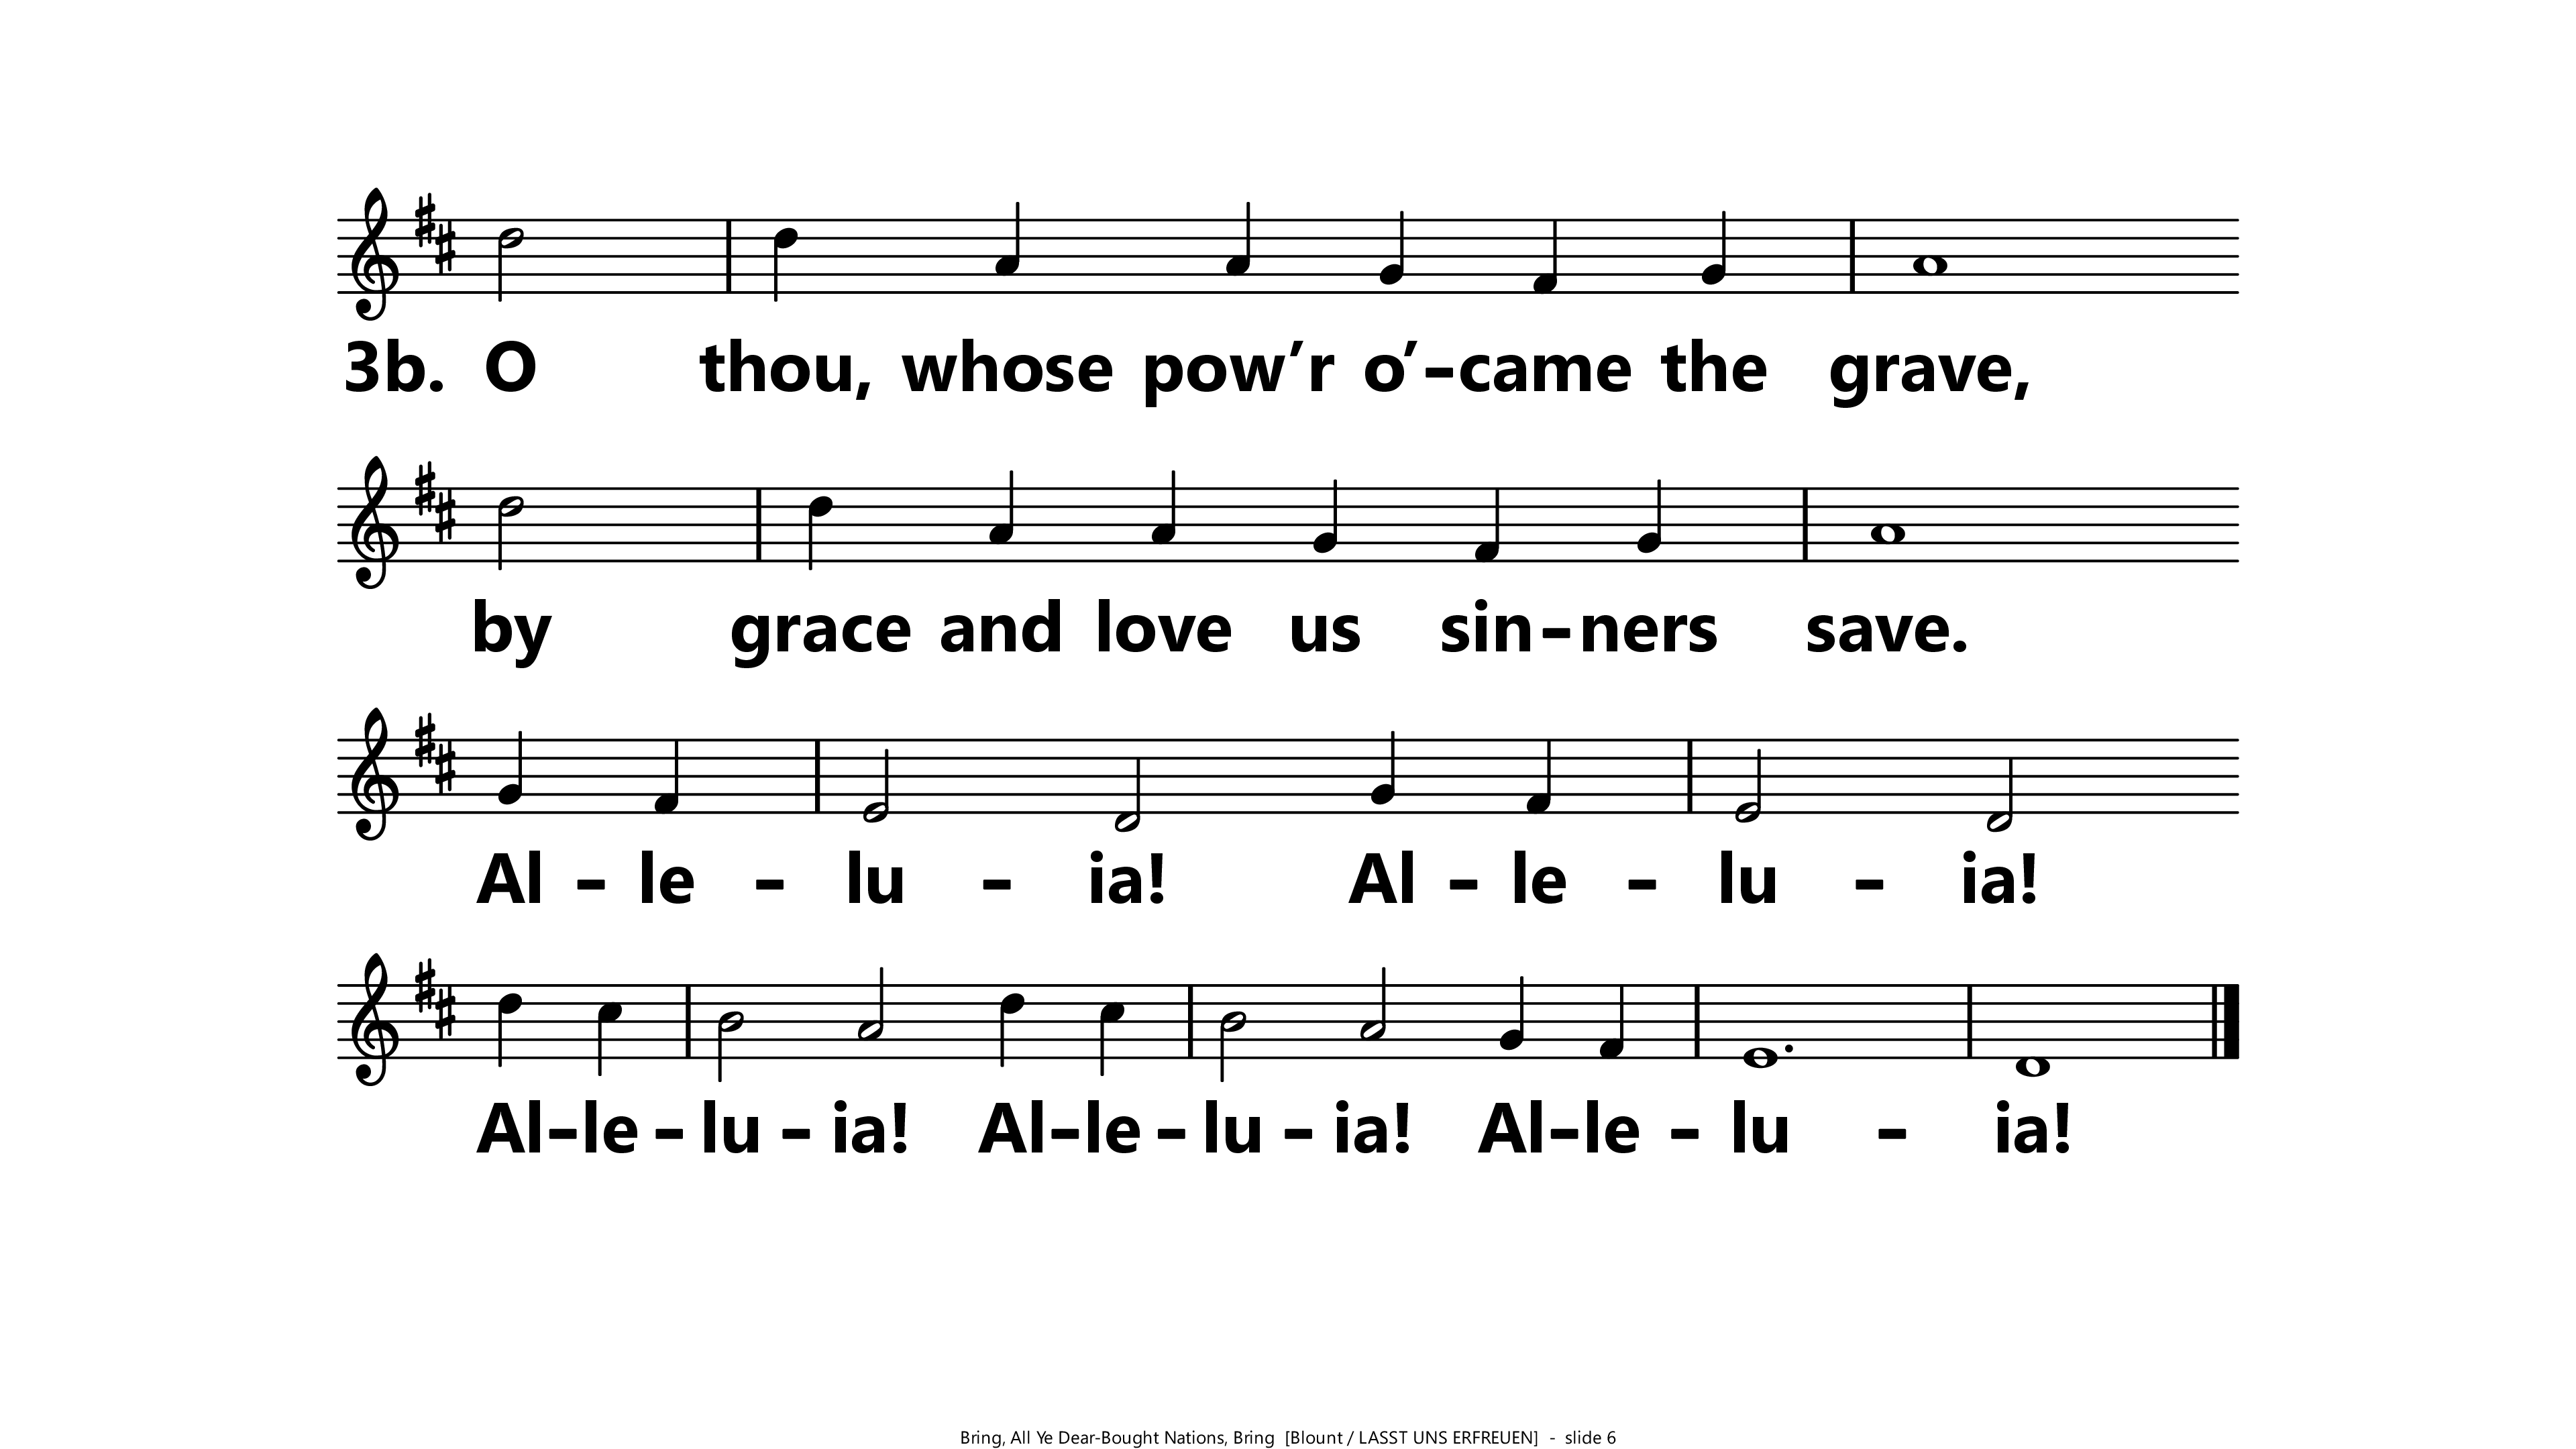 3b. O thou, whose pow’r o’-came the grave,
by grace and love us sin-ners save.
Al - le - lu - ia! Al - le - lu - ia!
Al-le - lu - ia! Al-le - lu - ia! Al-le - lu - ia!
Bring, All Ye Dear-Bought Nations, Bring [Blount / LASST UNS ERFREUEN] - slide 6